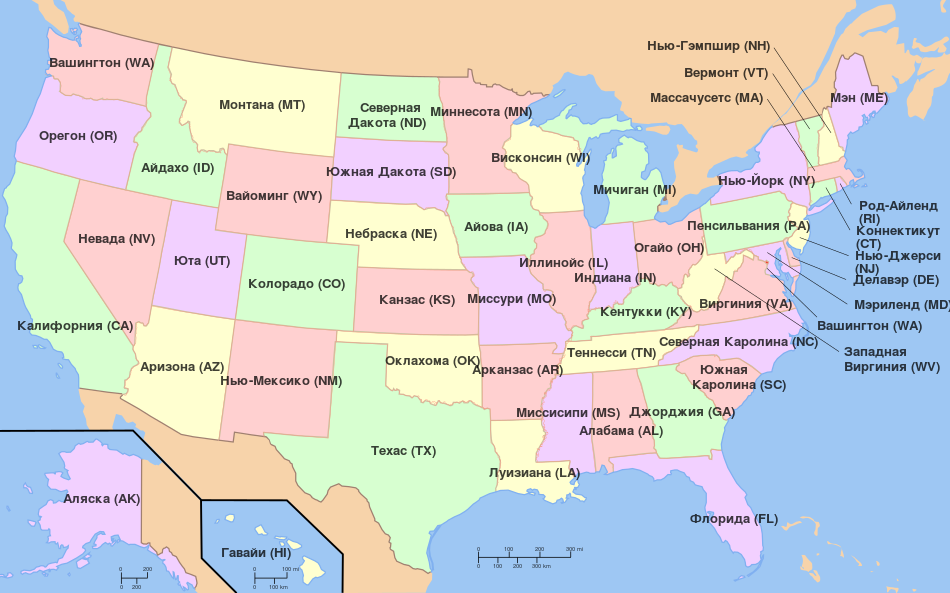 Нью-Гэмпшир (NH)
Вашингтон (WA)
Вермонт (VT)
Массачусетс (MA)
Мэн (ME)
Монтана (MT)
Северная
Дакота (ND)
Миннесота (MN)
Орегон (OR)
Айдахо (ID)
Висконсин (WI)
Южная Дакота (SD)
Нью-Йорк (NY)
Мичиган (MI)
Вайоминг (WY)
Род-Айленд
(RI)
Айова (IA)
Пенсильвания (PA)
Коннектикут
(CT)
Небраска (NE)
Невада (NV)
Огайо (OH)
Юта (UT)
Иллинойс (IL)
Нью-Джерси
(NJ)
Индиана (IN)
Делавэр (DE)
Колорадо (CO)
Канзас (KS)
Миссури (MO)
Виргиния (VA)
Мэриленд (MD)
Кентукки (KY)
Калифорния (CA)
Вашингтон (WA)
Северная Каролина (NC)
Теннесси (TN)
Западная
Виргиния (WV)
Оклахома (OK)
Аризона (AZ)
Арканзас (AR)
Южная
Каролина (SC)
Нью-Мексико (NM)
Миссисипи (MS)
Джорджия (GA)
Алабама (AL)
Техас (TX)
Луизиана (LA)
Аляска (AK)
Флорида (FL)
Гавайи (HI)
0 100 200 300 mi
0 100 200 300 km
0 200
0 200
0 100 mi
0 100 km